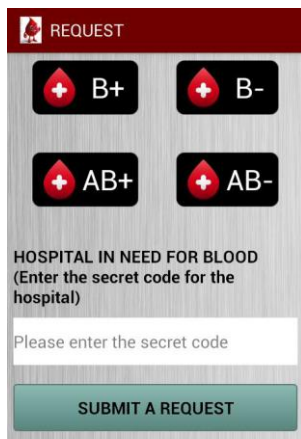 REQUEST
B+ B-
AB+ AB-
HOSPITAL IN NEED FOR BLOOD
(Enter the secret code for the
hospital)
Please enter the secret code
SUBMIT A REQUEST